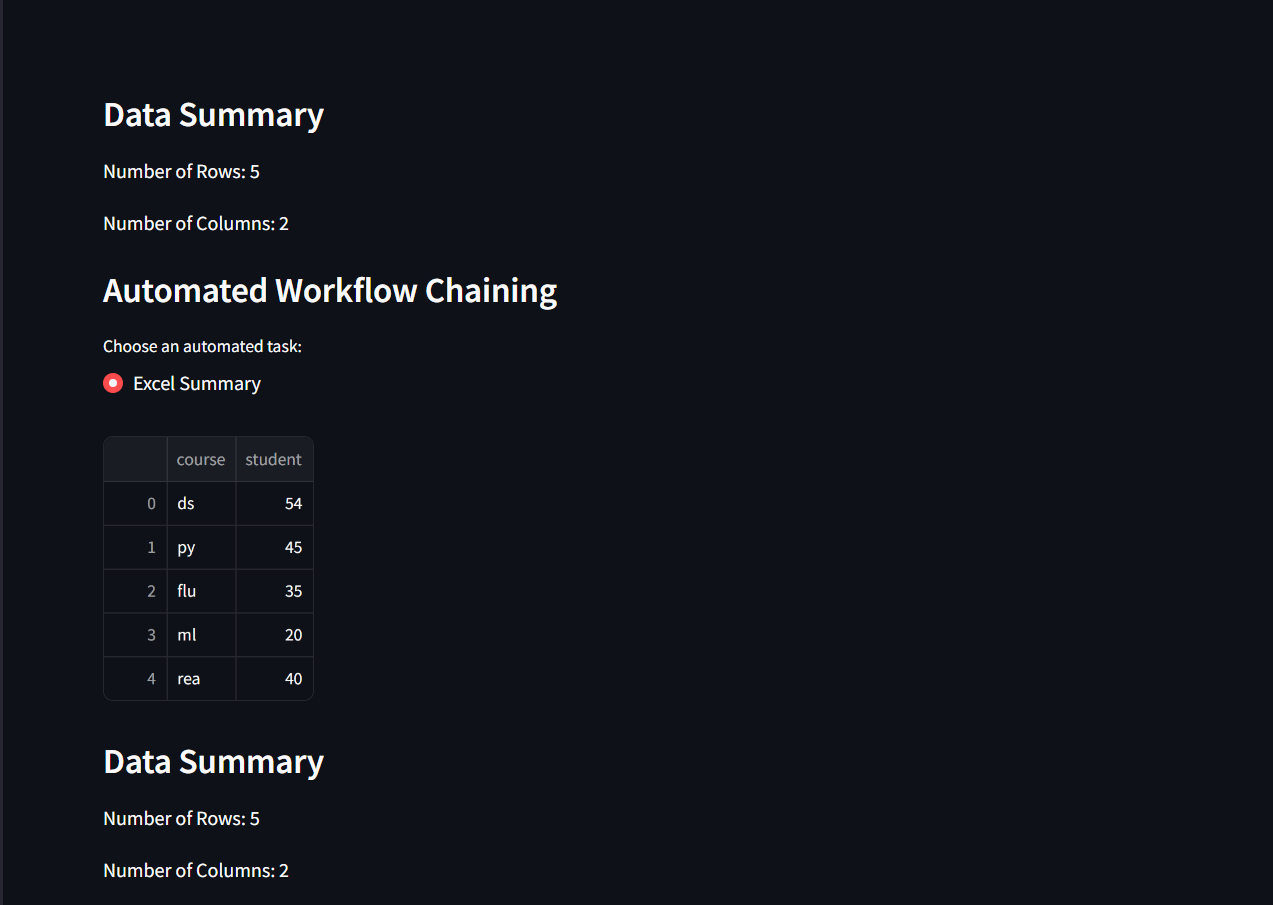 Data Summary
Number of Rows: 5
Number of Columns: 2
Automated Workflow Chaining
Choose an automated task:
Excel Summary
course student
0 ds 54
1 py 45
2 flu 35
3 ml 20
4 rea 40
Data Summary
Number of Rows: 5
Number of Columns: 2